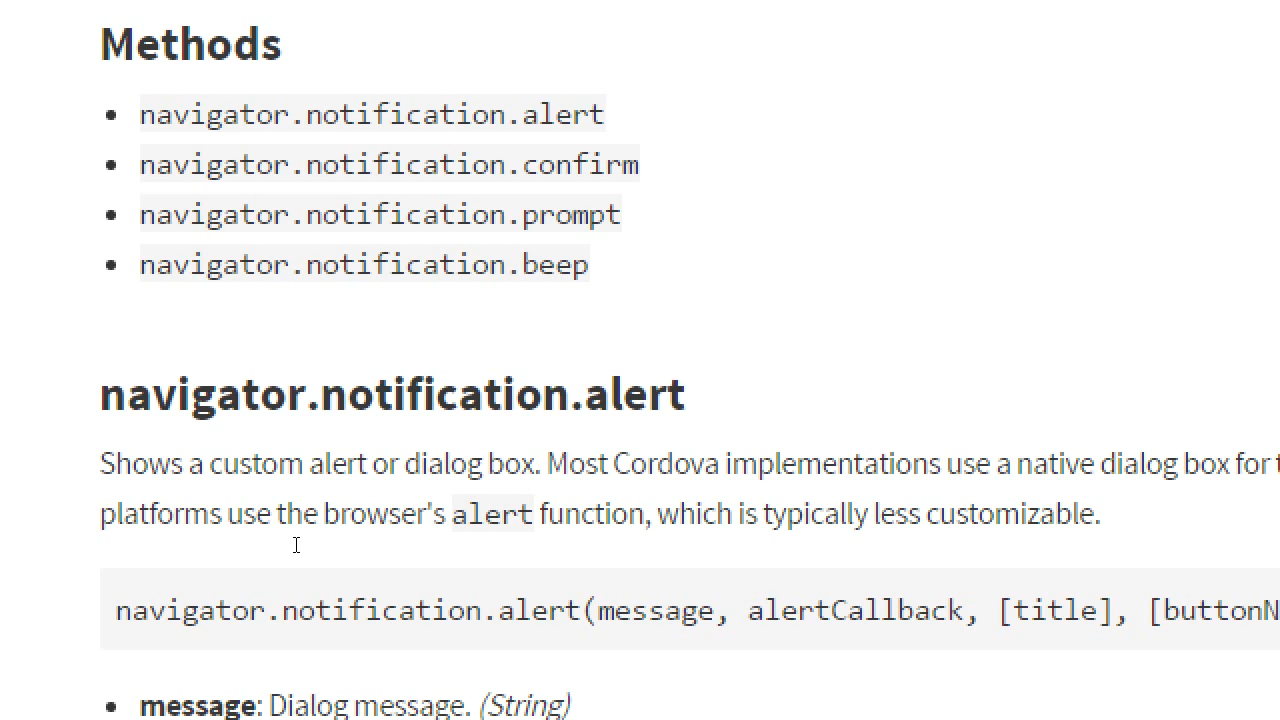 Methods
navigator.notification.alert
navigator.notification.confirm
navigator.notification.prompt
navigator.notification.beep
navigator.notification.alert
Shows a custom alert or dialog box. Most Cordova implementations use a native dialog box for
platforms use the browser's alert function, which is typically less customizable.
navigator.notification.alert(message, alertCallback, [title], [buttonN
message: Dialog message. (String)